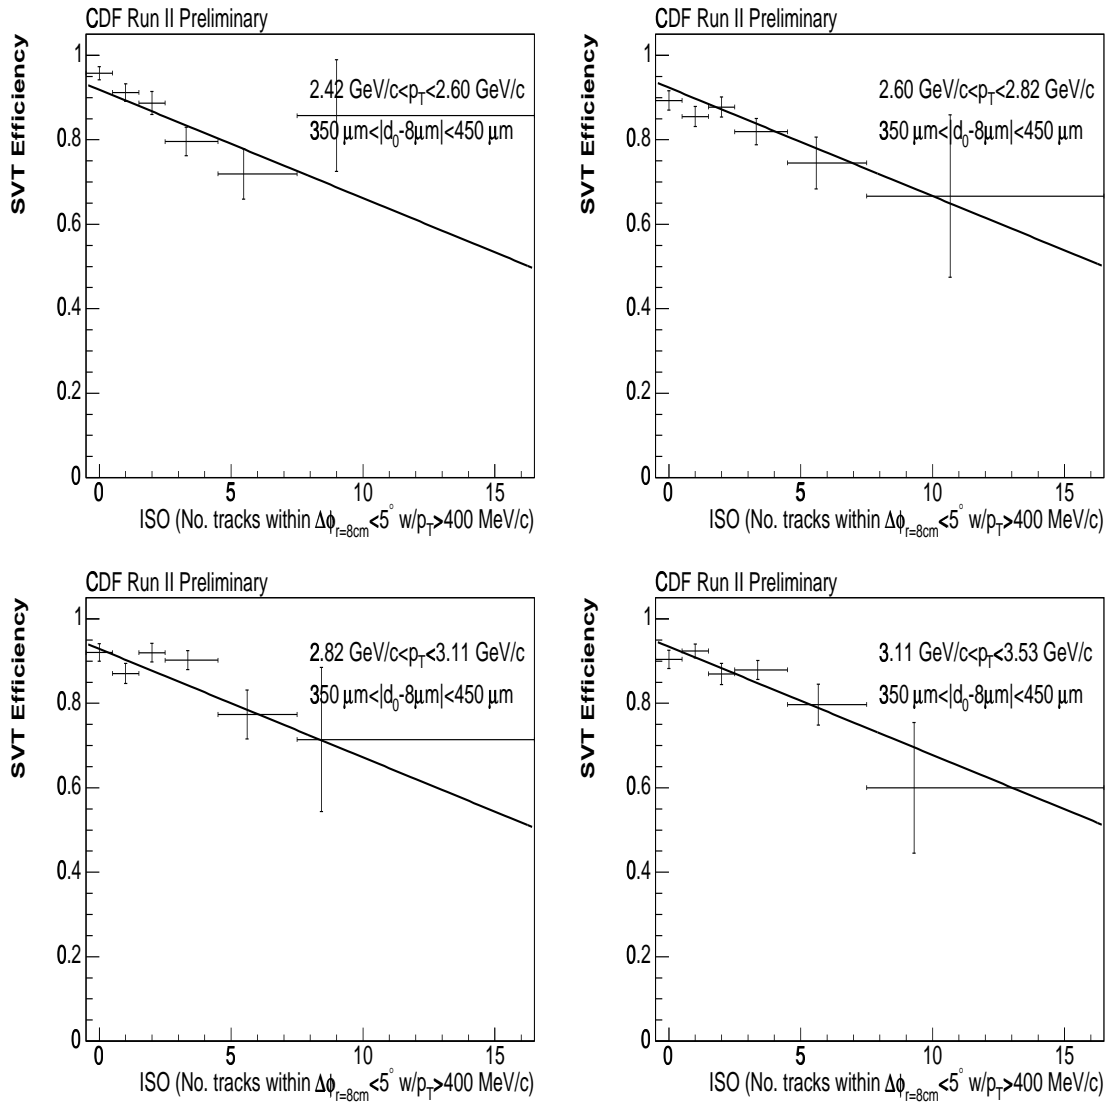 CDF Run II Preliminary
SVT Efficiency
1
0.8
0.6
0.4
0.2
0
2.42 GeV/c<p_T<2.60 GeV/c
350 μm<|d_0-8μm|<450 μm
0 5 10 15
ISO (No. tracks within Δϕ_r=8cm<5° w/p_T>400 MeV/c)
CDF Run II Preliminary
SVT Efficiency
1
0.8
0.6
0.4
0.2
0
2.60 GeV/c<p_T<2.82 GeV/c
350 μm<|d_0-8μm|<450 μm
0 5 10 15
ISO (No. tracks within Δϕ_r=8cm<5° w/p_T>400 MeV/c)
CDF Run II Preliminary
SVT Efficiency
1
0.8
0.6
0.4
0.2
0
2.82 GeV/c<p_T<3.11 GeV/c
350 μm<|d_0-8μm|<450 μm
0 5 10 15
ISO (No. tracks within Δϕ_r=8cm<5° w/p_T>400 MeV/c)
CDF Run II Preliminary
SVT Efficiency
1
0.8
0.6
0.4
0.2
0
3.11 GeV/c<p_T<3.53 GeV/c
350 μm<|d_0-8μm|<450 μm
0 5 10 15
ISO (No. tracks within Δϕ_r=8cm<5° w/p_T>400 MeV/c)